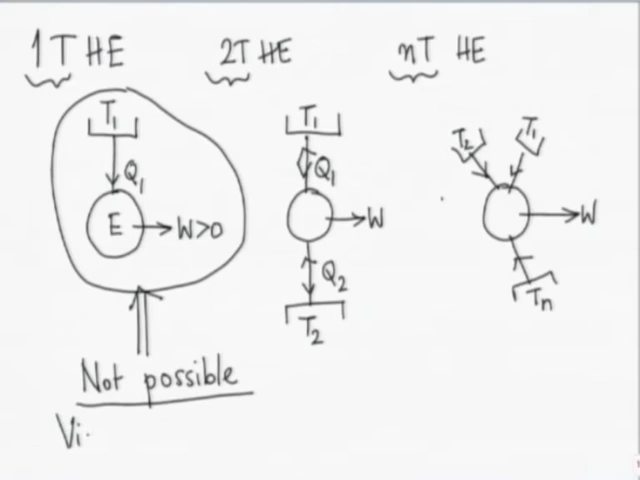 1T HE
2T HE
nT HE
T₁
Q₁
E
W>0
Not possible
Vi
T₁
Q₁
W
Q₂
T₂
T₂
T₁
W
Tn